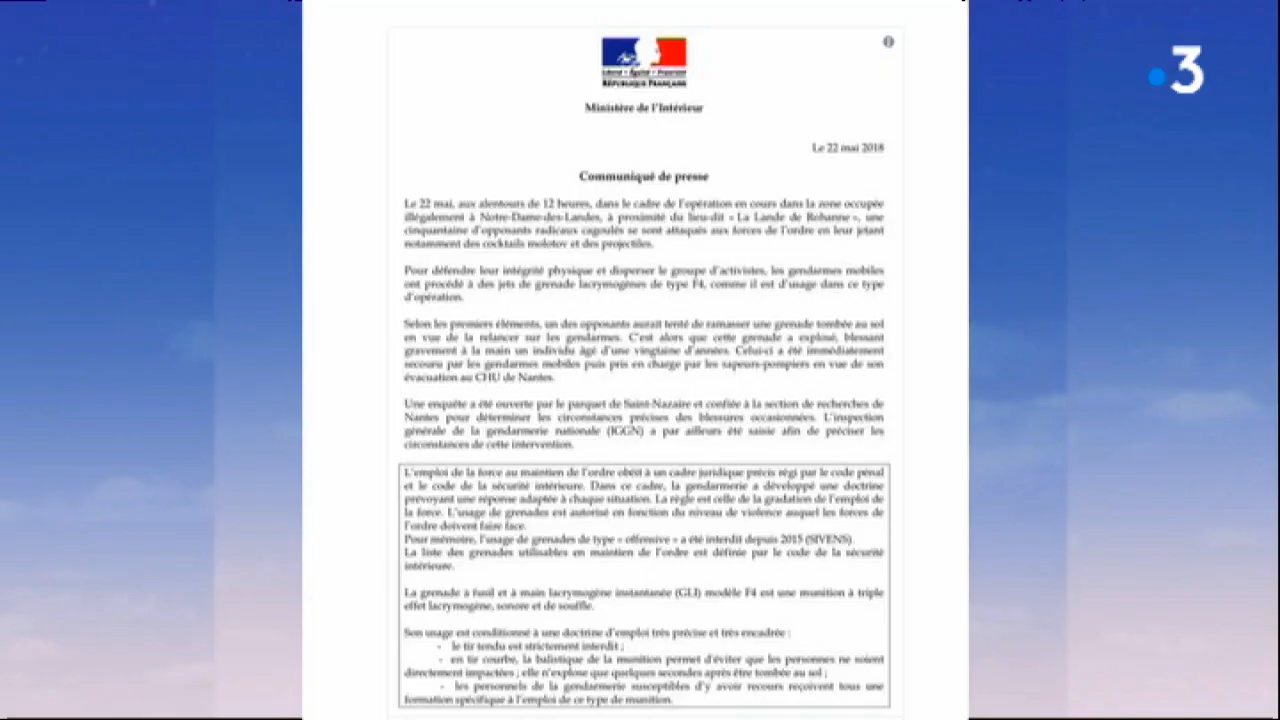 3
Liberté • Égalité • Fraternité
RÉPUBLIQUE FRANÇAISE
Ministère de l'Intérieur
Le 22 mai 2018
Communiqué de presse
Le 22 mai, aux alentours de 12 heures, dans le cadre de l'opération en cours dans la zone occupée
illégalement à Notre-Dame-des-Landes, à proximité du lieu-dit « La Lande de Rohanne », une
cinquantaine d'opposants radicaux cagoulés se sont attaqués aux forces de l'ordre en leur jetant
notamment des cocktails molotov et des projectiles.
Pour défendre leur intégrité physique et disperser le groupe d'activistes, les gendarmes mobiles
ont procédé à des jets de grenade lacrymogènes de type F4, comme il est d'usage dans ce type
d'opération.
Selon les premiers éléments, un des opposants aurait tenté de ramasser une grenade tombée au sol
en vue de la relancer sur les gendarmes. C'est alors que cette grenade a explosé, blessant
gravement à la main un individu âgé d'une vingtaine d'années. Celui-ci a été immédiatement
secouru par les gendarmes mobiles puis pris en charge par les sapeurs-pompiers en vue de son
évacuation au CHU de Nantes.
Une enquête a été ouverte par le parquet de Saint-Nazaire et confiée à la section de recherches de
Nantes pour déterminer les circonstances précises des blessures occasionnées. L'inspection
générale de la gendarmerie nationale (IGGN) a par ailleurs été saisie afin de préciser les
circonstances de cette intervention.
L'emploi de la force au maintien de l'ordre obéit à un cadre juridique précis régi par le code pénal
et le code de la sécurité intérieure. Dans ce cadre, la gendarmerie a développé une doctrine
prévoyant une réponse adaptée à chaque situation. La règle est celle de la gradation de l'emploi de
la force. L'usage de grenades est autorisé en fonction du niveau de violence auquel les forces de
l'ordre doivent faire face.
Pour mémoire, l'usage de grenades de type « offensive » a été interdit depuis 2015 (SIVENS).
La liste des grenades utilisables en maintien de l'ordre est définie par le code de la sécurité
intérieure.
La grenade à fusil et à main lacrymogène instantanée (GLI) modèle F4 est une munition à triple
effet lacrymogène, sonore et de souffle.
Son usage est conditionné à une doctrine d'emploi très précise et très encadrée :
- le tir tendu est strictement interdit ;
- en tir courbe, la balistique de la munition permet d'éviter que les personnes ne soient
directement impactées ; elle n'explose que quelques secondes après être tombée au sol ;
- les personnels de la gendarmerie susceptibles d'y avoir recours reçoivent tous une
formation spécifique à l'emploi de ce type de munition.